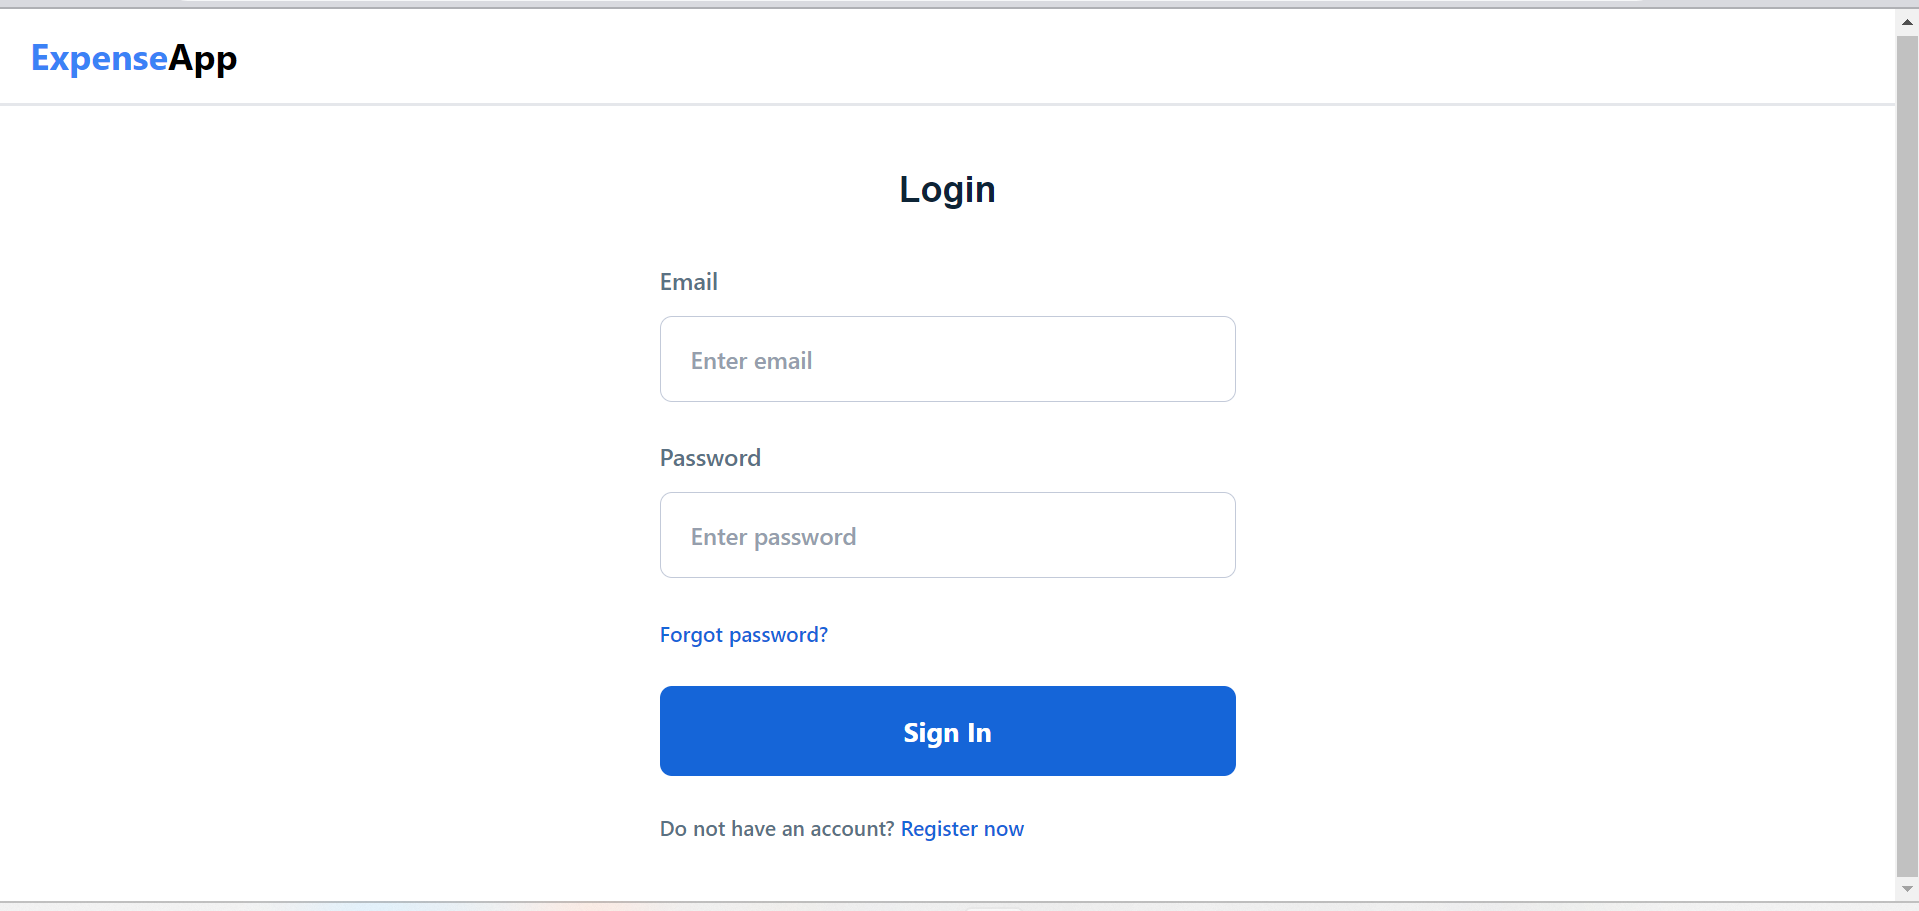 ExpenseApp
Login
Email
Enter email
Password
Enter password
Forgot password?
Sign In
Do not have an account? Register now